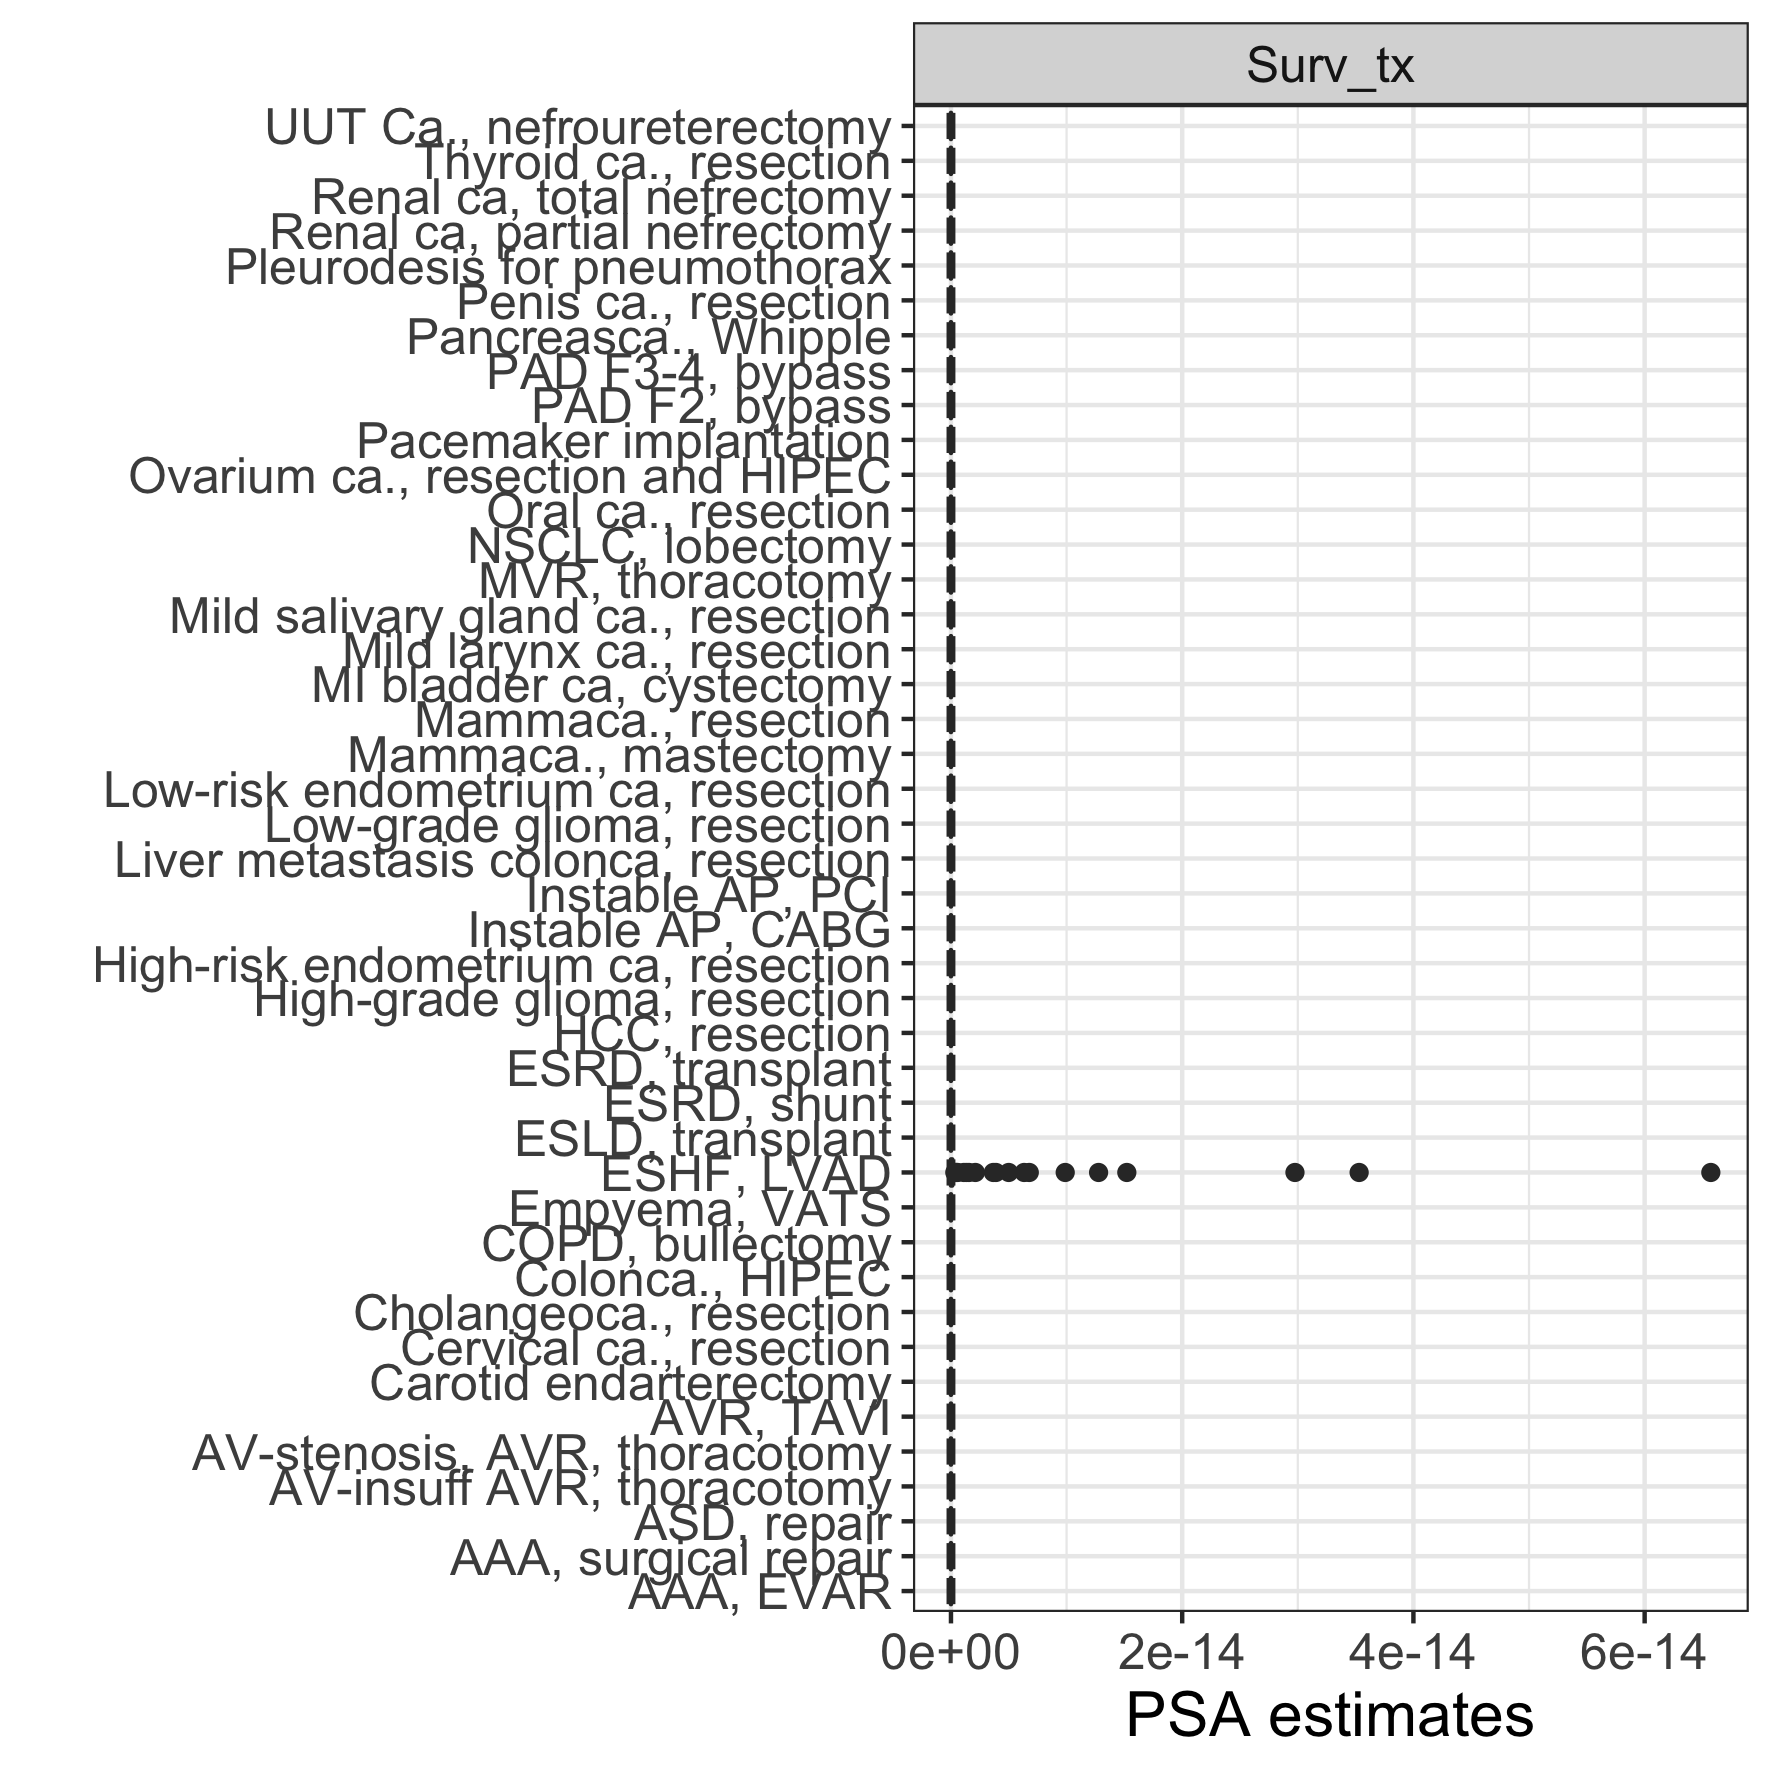 Surv_tx
UUT Ca., nefroureterectomy
Thyroid ca., resection
Renal ca, total nefrectomy
Renal ca, partial nefrectomy
Pleurodesis for pneumothorax
Penis ca., resection
Pancreasca., Whipple
PAD F3-4, bypass
PAD F2, bypass
Pacemaker implantation
Ovarium ca., resection and HIPEC
Oral ca., resection
NSCLC, lobectomy
MVR, thoracotomy
Mild salivary gland ca., resection
Mild larynx ca., resection
MI bladder ca, cystectomy
Mammaca., resection
Mammaca., mastectomy
Low-risk endometrium ca, resection
Low-grade glioma, resection
Liver metastasis colonca, resection
Instable AP, PCI
Instable AP, CABG
High-risk endometrium ca, resection
High-grade glioma, resection
HCC, resection
ESRD, transplant
ESRD, shunt
ESLD, transplant
ESHF, LVAD
Empyema, VATS
COPD, bullectomy
Colonca., HIPEC
Cholangeoca., resection
Cervical ca., resection
Carotid endarterectomy
AVR, TAVI
AV-stenosis, AVR, thoracotomy
AV-insuff AVR, thoracotomy
ASD, repair
AAA, surgical repair
AAA, EVAR
0e+00 2e-14 4e-14 6e-14
PSA estimates